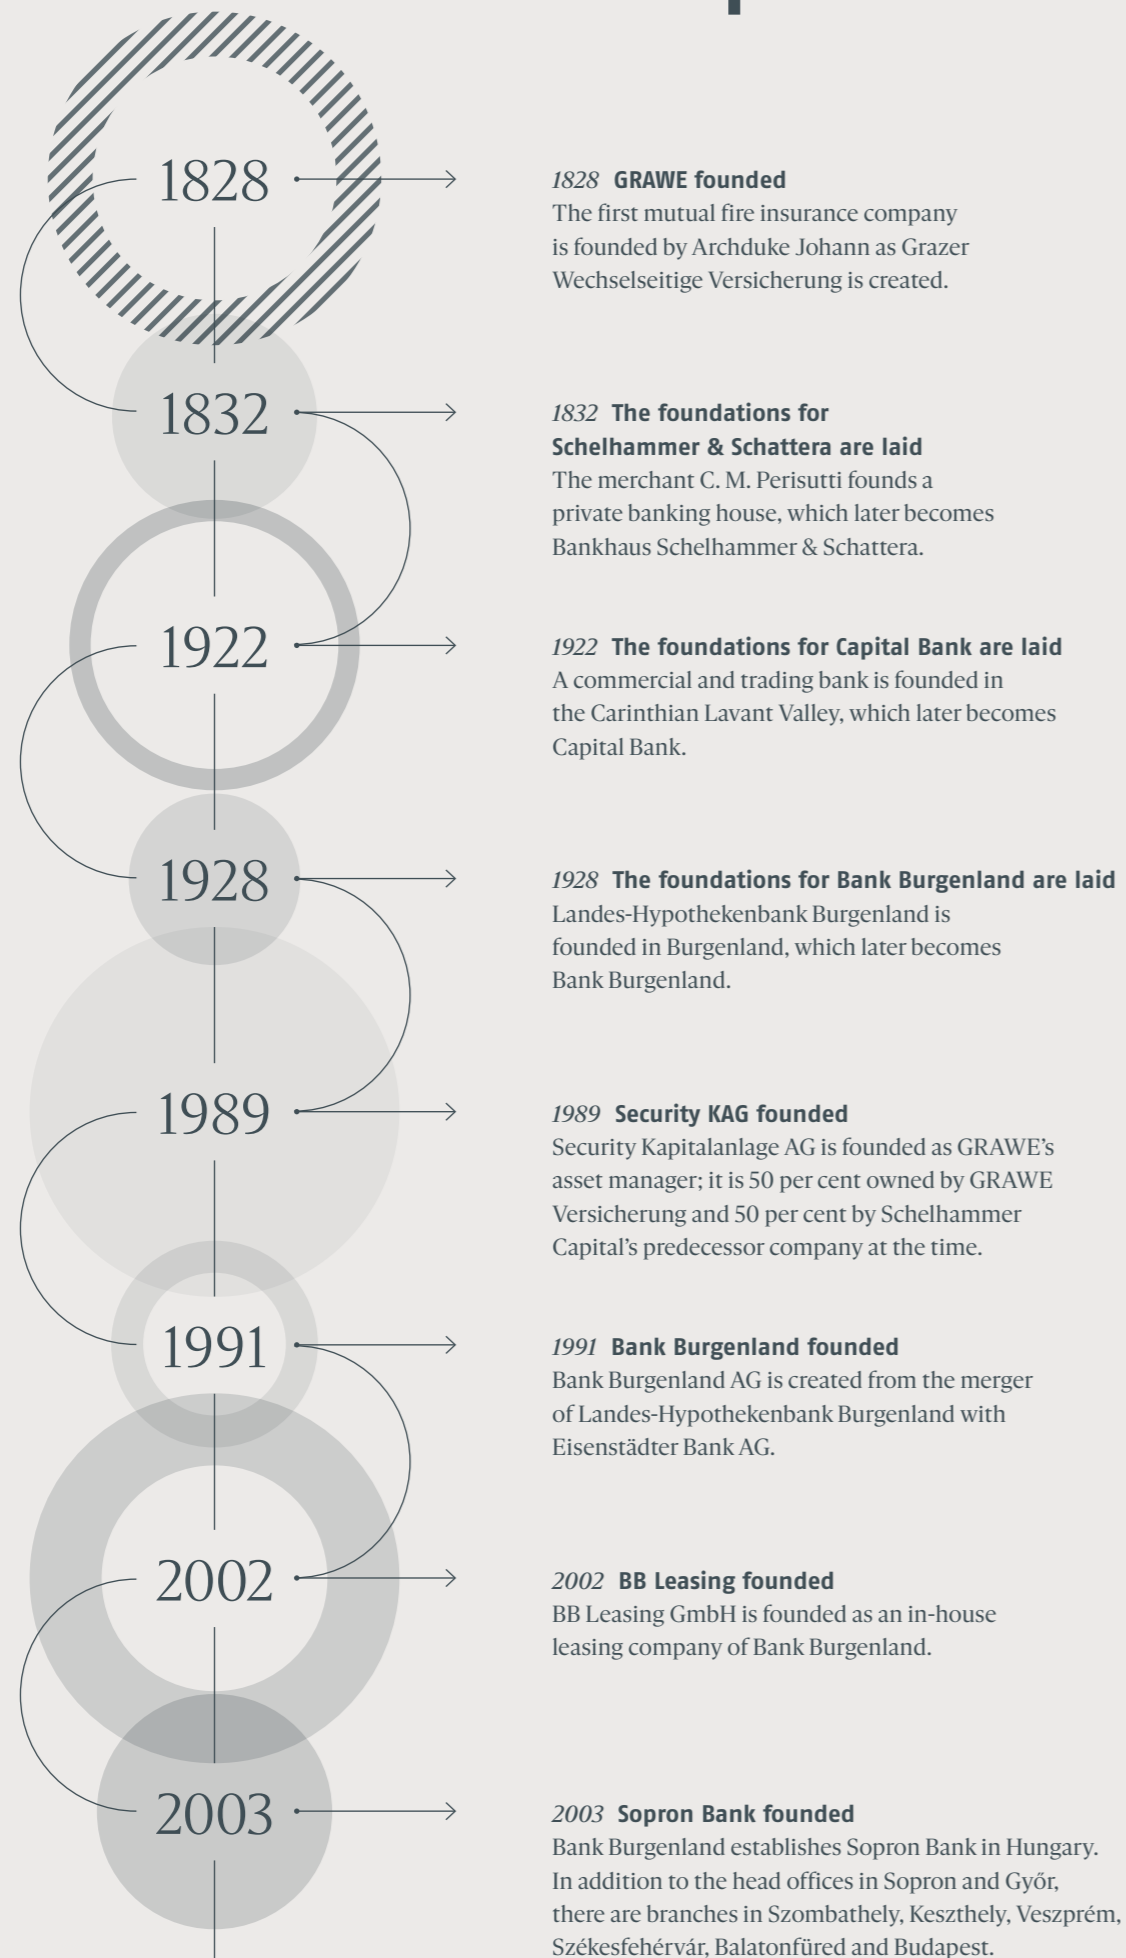 1828
1828 GRAWE founded
The first mutual fire insurance company
is founded by Archduke Johann as Grazer
Wechselseitige Versicherung is created.
1832
1832 The foundations for
Schelhammer & Schattera are laid
The merchant C. M. Perisutti founds a
private banking house, which later becomes
Bankhaus Schelhammer & Schattera.
1922
1922 The foundations for Capital Bank are laid
A commercial and trading bank is founded in
the Carinthian Lavant Valley, which later becomes
Capital Bank.
1928
1928 The foundations for Bank Burgenland are laid
Landes-Hypothekenbank Burgenland is
founded in Burgenland, which later becomes
Bank Burgenland.
1989
1989 Security KAG founded
Security Kapitalanlage AG is founded as GRAWE’s
asset manager; it is 50 per cent owned by GRAWE
Versicherung and 50 per cent by Schelhammer
Capital’s predecessor company at the time.
1991
1991 Bank Burgenland founded
Bank Burgenland AG is created from the merger
of Landes-Hypothekenbank Burgenland with
Eisenstädter Bank AG.
2002
2002 BB Leasing founded
BB Leasing GmbH is founded as an in-house
leasing company of Bank Burgenland.
2003
2003 Sopron Bank founded
Bank Burgenland establishes Sopron Bank in Hungary.
In addition to the head offices in Sopron and Győr,
there are branches in Szombathely, Keszthely, Veszprém,
Székesfehérvár, Balatonfüred and Budapest.